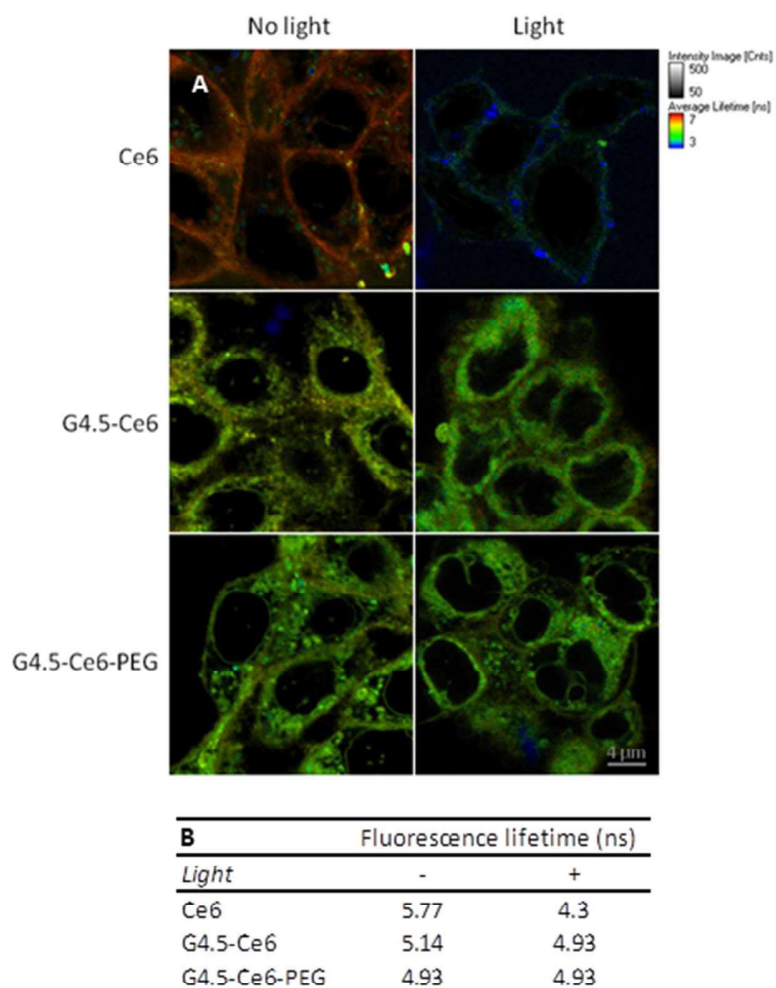 No light Light
Intensity Image [Cnts]
500
50
Average Lifetime [ns]
7
3
A
Ce6
G4.5-Ce6
G4.5-Ce6-PEG
4 µm
B Fluorescence lifetime (ns)
Light - +
Ce6 5.77 4.3
G4.5-Ce6 5.14 4.93
G4.5-Ce6-PEG 4.93 4.93